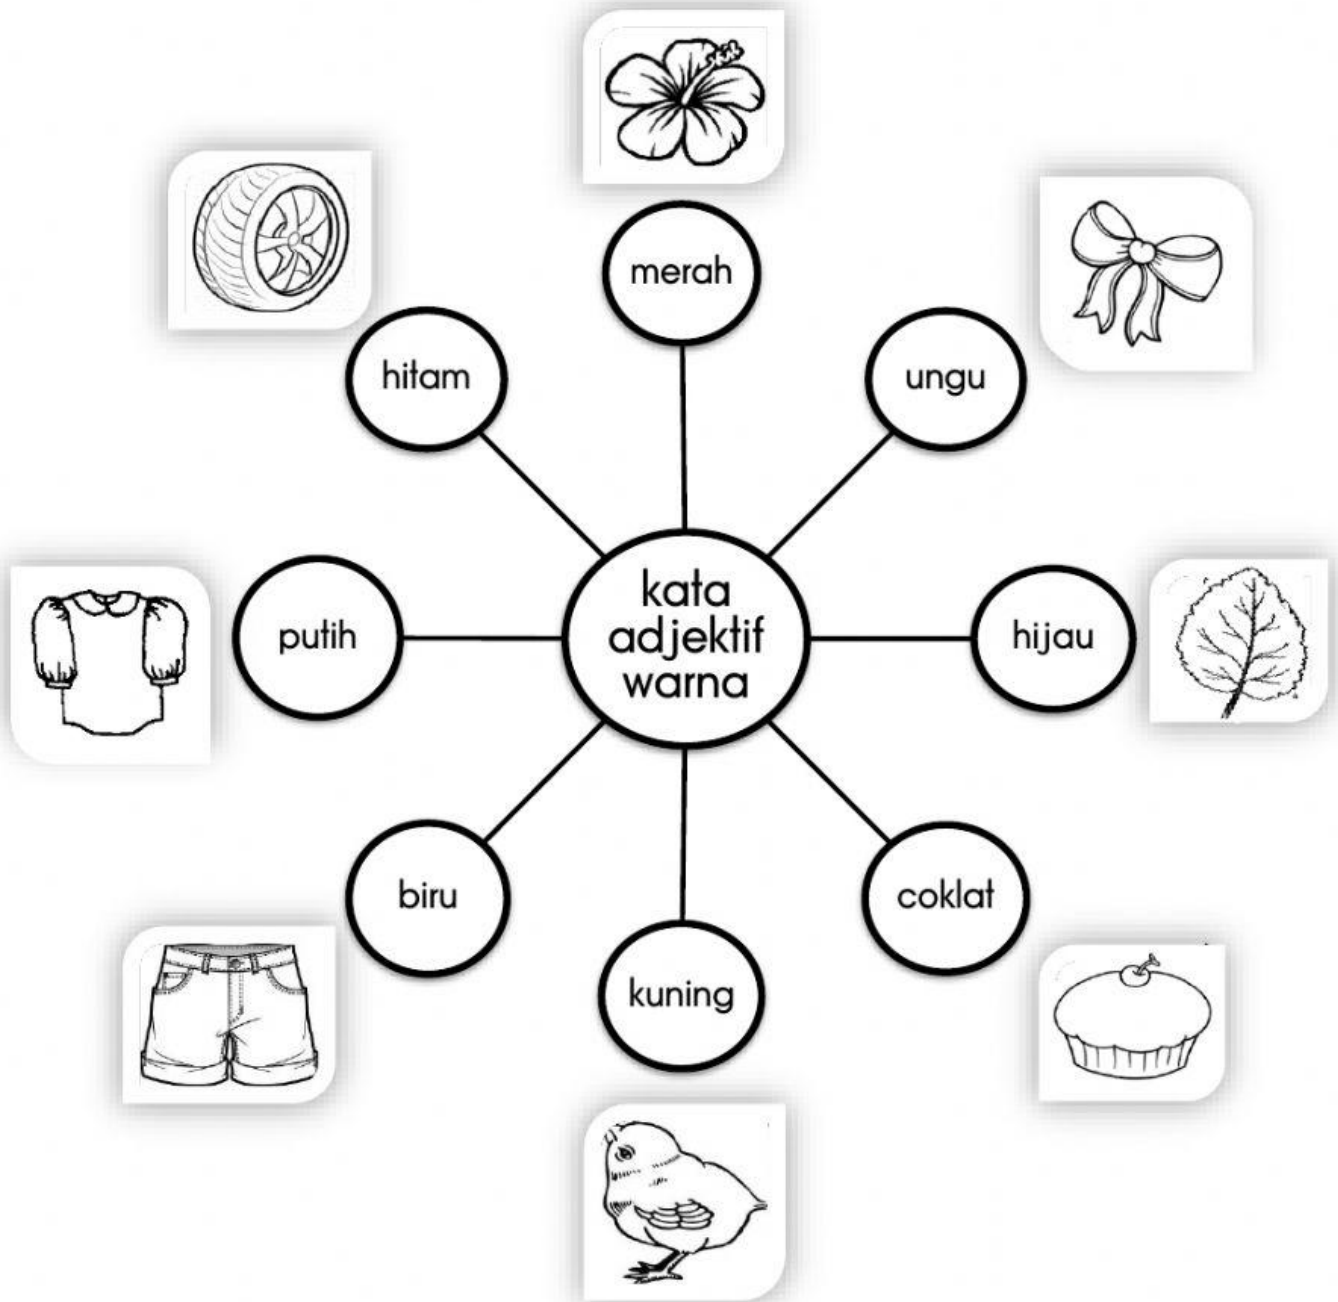 merah
hitam
ungu
kata
adjektif
warna
putih
hijau
biru
coklat
kuning